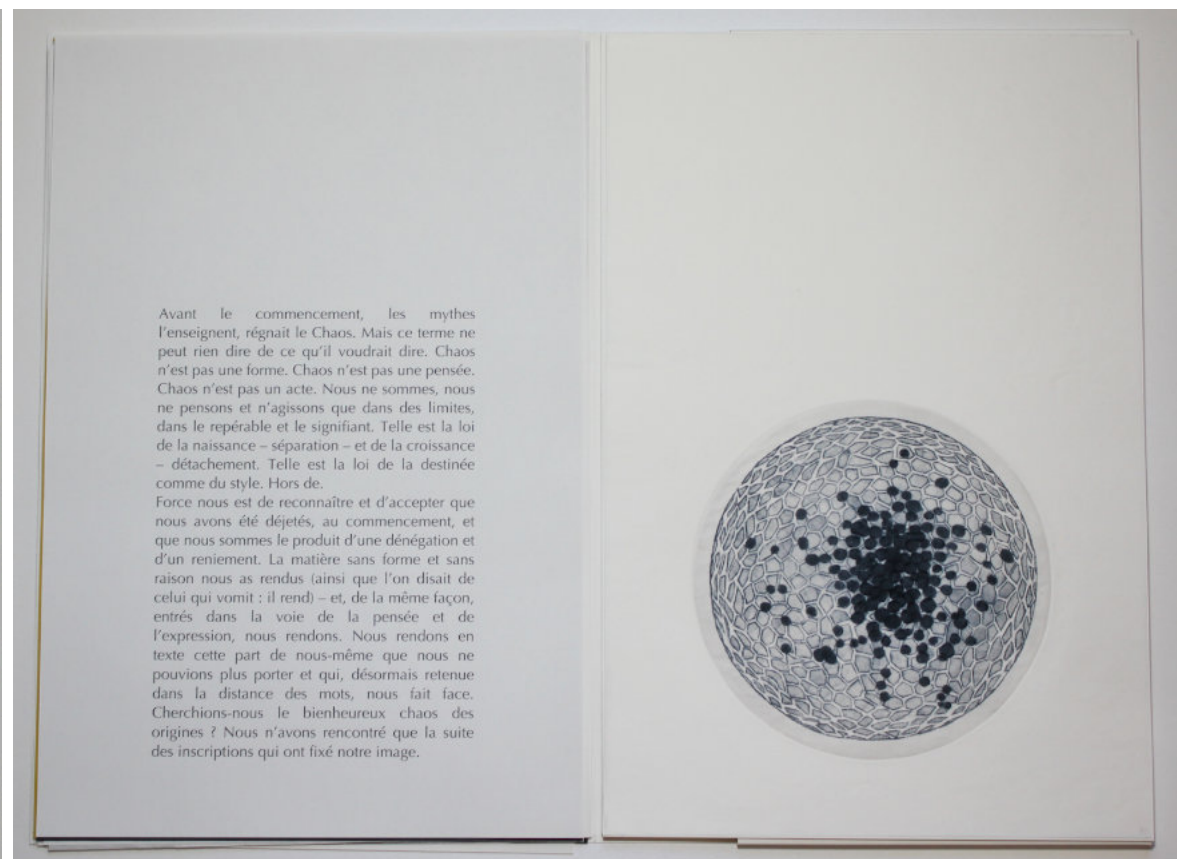 Avant le commencement, les mythes
l'enseignent, régnait le Chaos. Mais ce terme ne
peut rien dire de ce qu'il voudrait dire. Chaos
n'est pas une forme. Chaos n'est pas une pensée.
Chaos n'est pas un acte. Nous ne sommes, nous
ne pensons et n'agissons que dans des limites,
dans le repérable et le signifiant. Telle est la loi
de la naissance – séparation – et de la croissance
– détachement. Telle est la loi de la destinée
comme du style. Hors de.
Force nous est de reconnaître et d'accepter que
nous avons été déjetés, au commencement, et
que nous sommes le produit d'une dénégation et
d'un reniement. La matière sans forme et sans
raison nous as rendus (ainsi que l'on disait de
celui qui vomit : il rend) – et, de la même façon,
entrés dans la voie de la pensée et de
l'expression, nous rendons. Nous rendons en
texte cette part de nous-même que nous ne
pouvions plus porter et qui, désormais retenue
dans la distance des mots, nous fait face.
Cherchions-nous le bienheureux chaos des
origines ? Nous n'avons rencontré que la suite
des inscriptions qui ont fixé notre image.